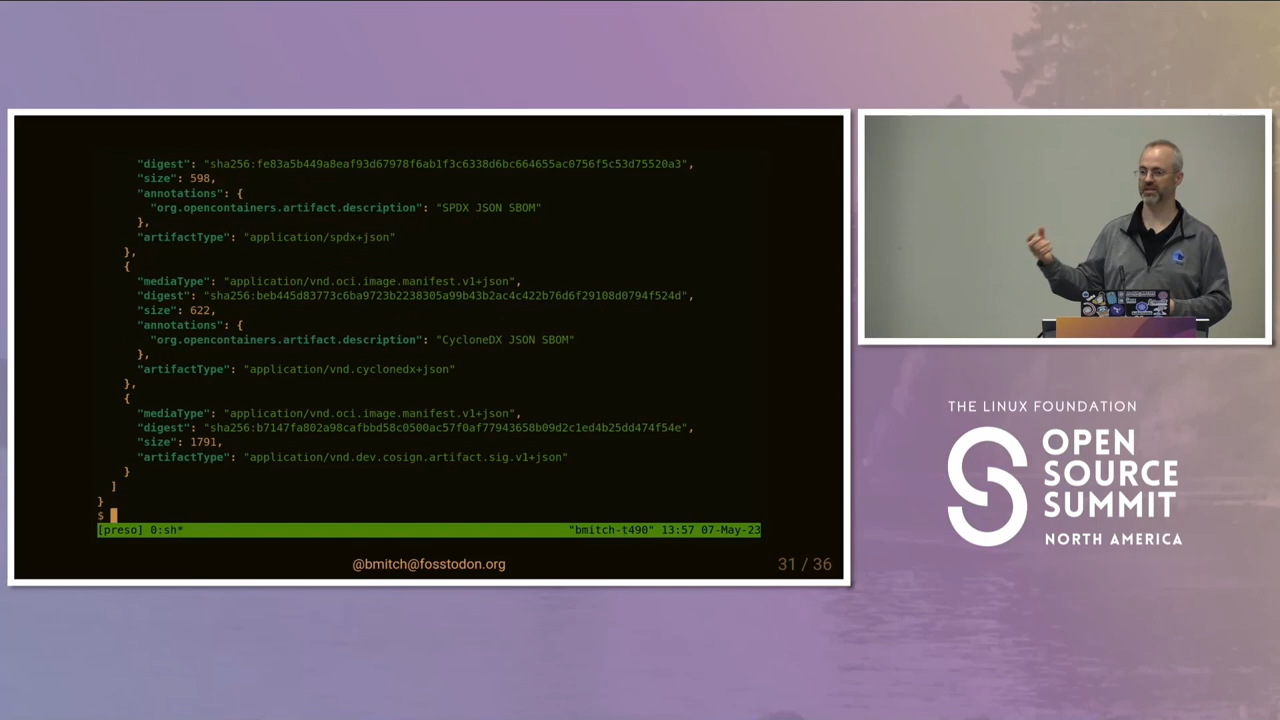 "digest": "sha256:fe83a5b449a8eaf93d67978f6ab1f3c6338d6bc664655ac0756f5c53d75520a3",
"size": 598,
"annotations": {
"org.opencontainers.artifact.description": "SPDX JSON SBOM"
},
"artifactType": "application/spdx+json"
},
{
"mediaType": "application/vnd.oci.image.manifest.v1+json",
"digest": "sha256:beb445d83773c6ba9723b2238305a99b43b2ac4c422b76d6f29108d0794f524d",
"size": 622,
"annotations": {
"org.opencontainers.artifact.description": "CycloneDX JSON SBOM"
},
"artifactType": "application/vnd.cyclonedx+json"
},
{
"mediaType": "application/vnd.oci.image.manifest.v1+json",
"digest": "sha256:b7147fa802a98cafbbd58c0500ac57f0af77943658b09d2c1ed4b25dd474f54e",
"size": 1791,
"artifactType": "application/vnd.dev.cosign.artifact.sig.v1+json"
}
]
}
$
[preso] 0:sh* "bmitch-t490" 13:57 07-May-23
@bmitch@fosstodon.org 31 / 36
THE LINUX FOUNDATION
OPEN
SOURCE
SUMMIT
NORTH AMERICA